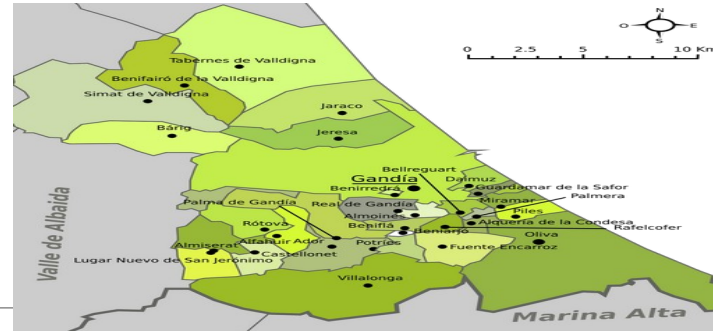 N
O E
S
0 2.5 5 10 Km
Tabernes de Valldigna
Benifairó de la Valldigna
Simat de Valldigna
Jaraco
Bárig
Jeresa
Bellreguart
Gandía
Daimuz
Benirredrá
Guardamar de la Safor
Miramar
Palmera
Palma de Gandía
Real de Gandía
Piles
Almoines
Rótova
Alquería de la Condesa
Beniflá
Beniarjó
Rafelcofer
Alfahuir
Ador
Oliva
Almiserat
Potríes
Fuente Encarroz
Castellonet
Lugar Nuevo de San Jerónimo
Villalonga
Valle de Albaida
Marina Alta